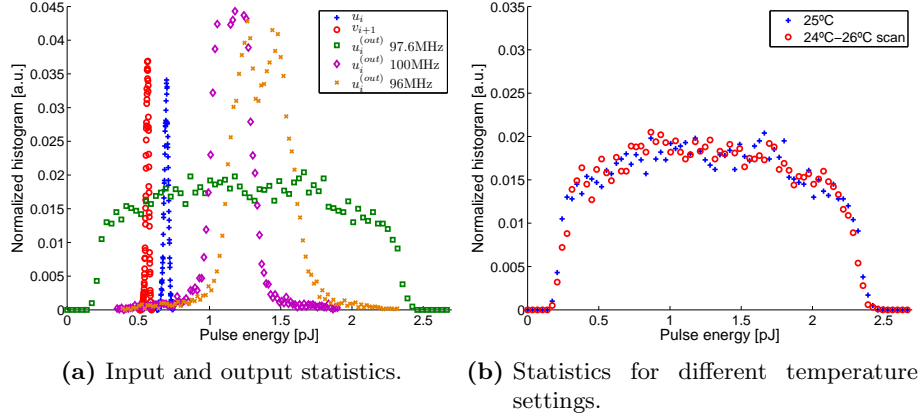 0.045
0.04
0.035
0.03
0.025
0.02
0.015
0.01
0.005
0
0.5
1
1.5
2
2.5
Normalized histogram [a.u.]
Pulse energy [pJ]
u_i
v_{i+1}
u_i^{(out)} 97.6MHz
u_i^{(out)} 100MHz
u_i^{(out)} 96MHz
(a) Input and output statistics.
0.035
0.03
0.025
0.02
0.015
0.01
0.005
0
0.5
1
1.5
2
2.5
Normalized histogram [a.u.]
Pulse energy [pJ]
25ºC
24ºC−26ºC scan
(b) Statistics for different temperature
settings.